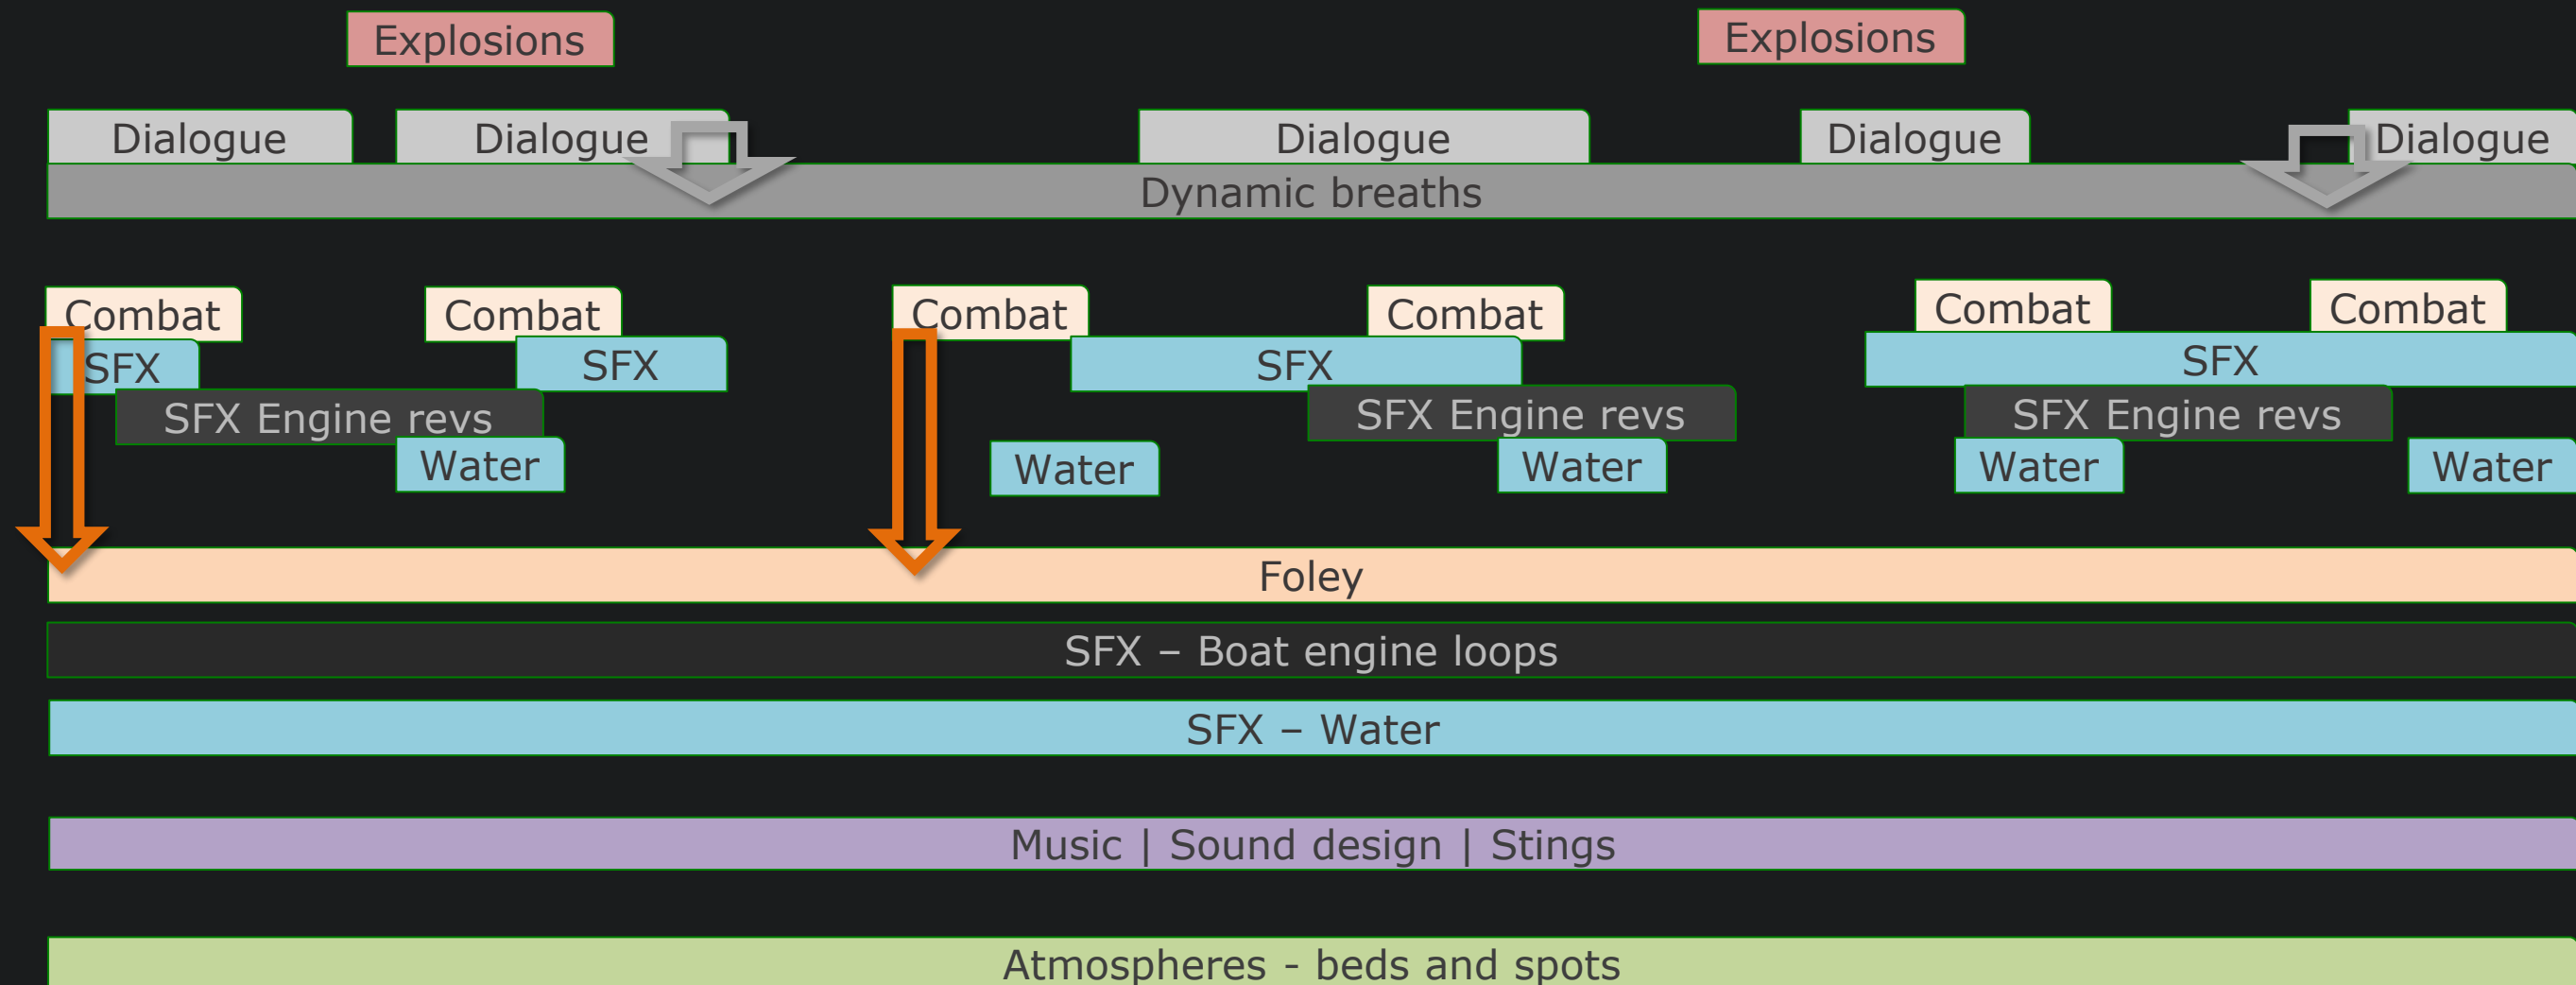 Explosions Explosions
Dialogue Dialogue Dialogue Dialogue Dialogue
Dynamic breaths
Combat Combat Combat Combat Combat Combat
SFX SFX SFX SFX
SFX Engine revs SFX Engine revs SFX Engine revs
Water Water Water Water Water
Foley
SFX – Boat engine loops
SFX – Water
Music | Sound design | Stings
Atmospheres - beds and spots